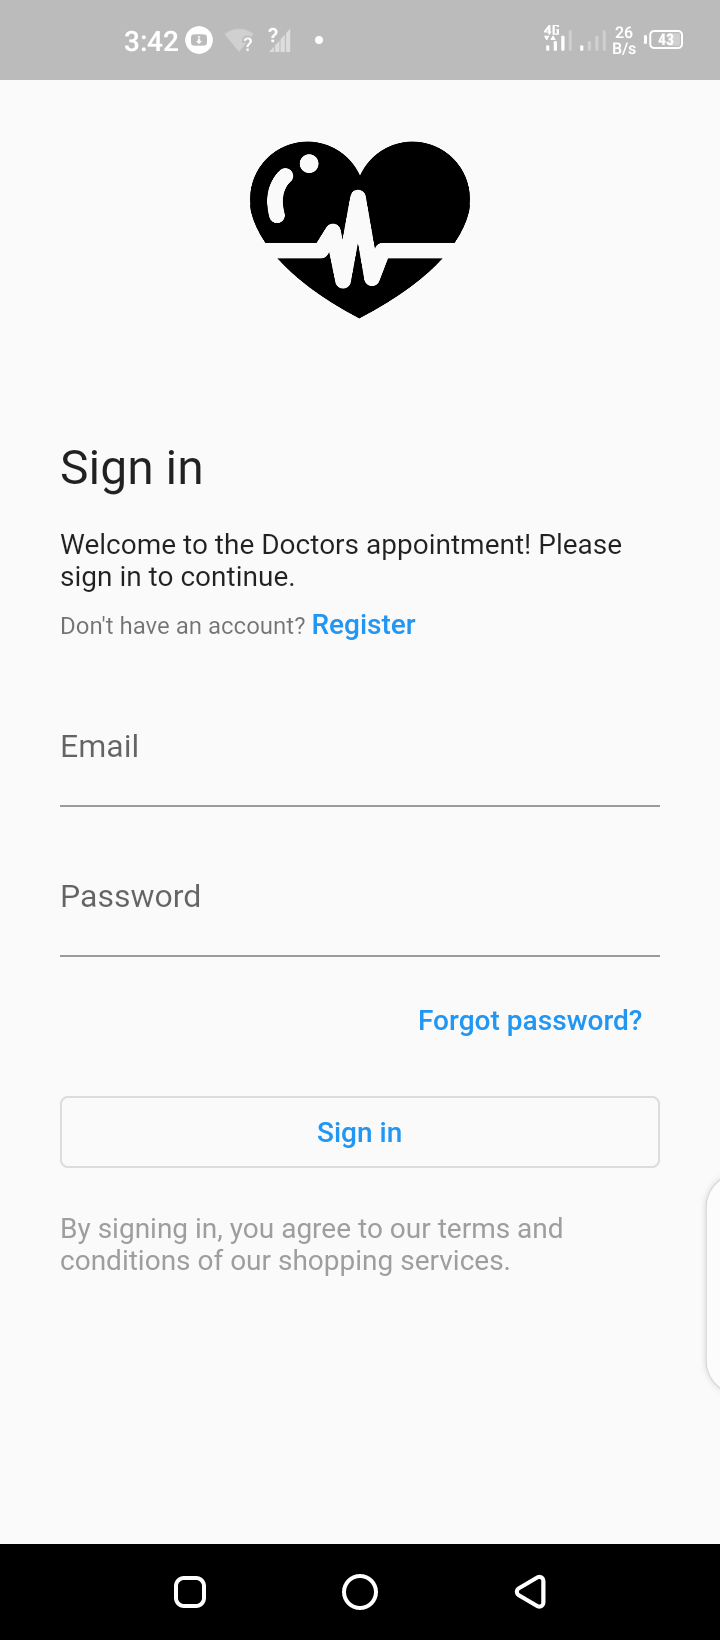 3:42 ? ? 4G 26 B/s 43
Sign in
Welcome to the Doctors appointment! Please
sign in to continue.
Don't have an account? Register
Email
Password
Forgot password?
Sign in
By signing in, you agree to our terms and
conditions of our shopping services.